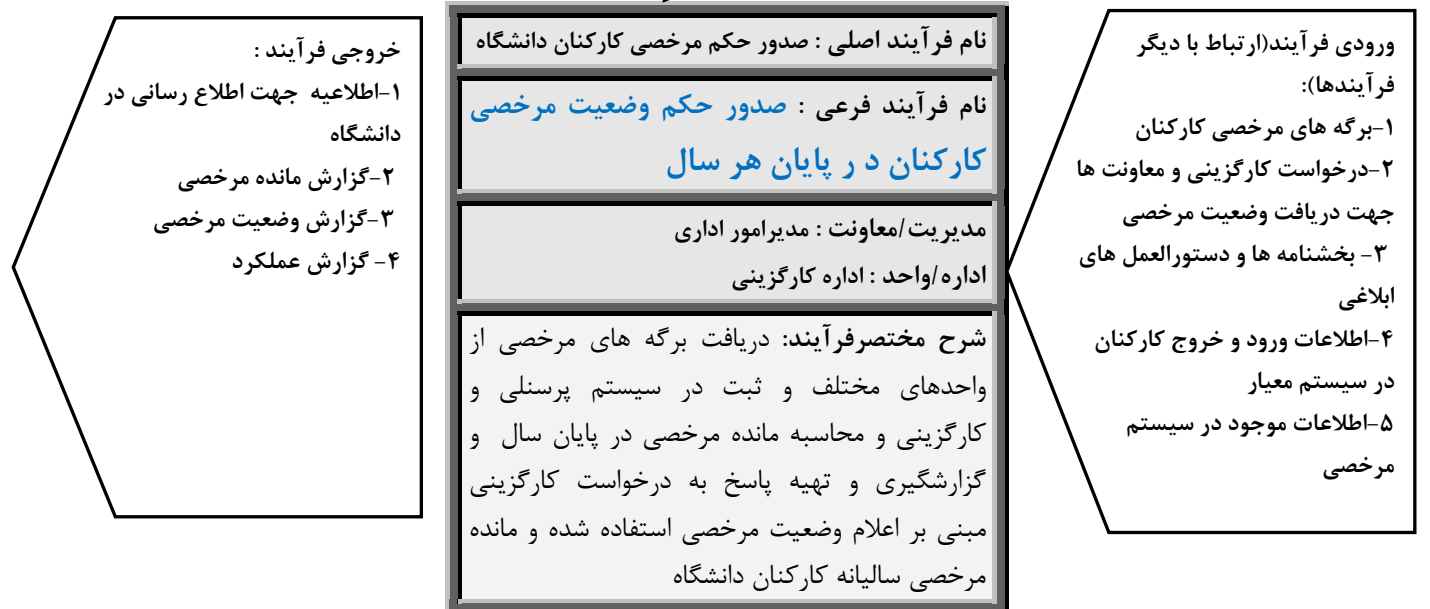 ورودی فرآیند(ارتباط با دیگر
فرآیندها):
۱-برگه های مرخصی کارکنان
۲-درخواست کارگزینی و معاونت ها
جهت دریافت وضعیت مرخصی
۳- بخشنامه ها و دستورالعمل های
ابلاغی
۴-اطلاعات ورود و خروج کارکنان
در سیستم معیار
۵-اطلاعات موجود در سیستم
مرخصی
نام فرآیند اصلی : صدور حکم مرخصی کارکنان دانشگاه
نام فرآیند فرعی : صدور حکم وضعیت مرخصی
کارکنان د ر پایان هر سال
مدیریت/معاونت : مدیرامور اداری
اداره/واحد : اداره کارگزینی
شرح مختصرفرآیند: دریافت برگه های مرخصی از
واحدهای مختلف و ثبت در سیستم پرسنلی و
کارگزینی و محاسبه مانده مرخصی در پایان سال و
گزارشگیری و تهیه پاسخ به درخواست کارگزینی
مبنی بر اعلام وضعیت مرخصی استفاده شده و مانده
مرخصی سالیانه کارکنان دانشگاه
خروجی فرآیند :
۱-اطلاعیه جهت اطلاع رسانی در
دانشگاه
۲-گزارش مانده مرخصی
۳-گزارش وضعیت مرخصی
۴- گزارش عملکرد